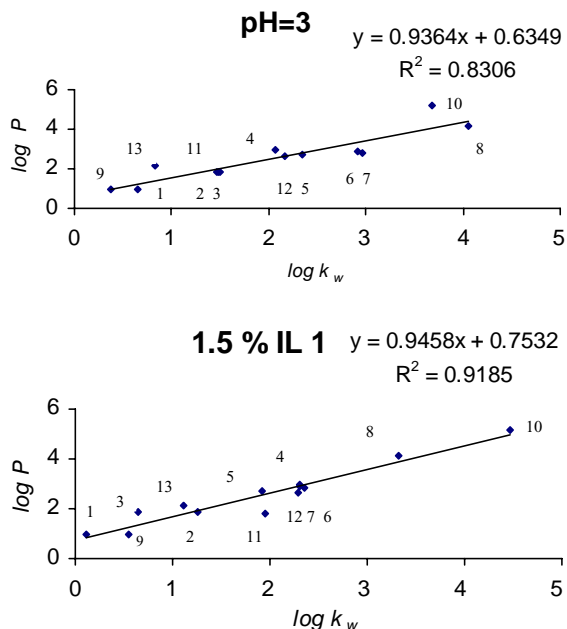 pH=3
y = 0.9364x + 0.6349
R² = 0.8306
6
4
2
0
log P
9
13
1
11
2 3
4
12 5
6 7
10
8
0 1 2 3 4 5
log k w
1.5 % IL 1
y = 0.9458x + 0.7532
R² = 0.9185
6
4
2
0
log P
1
3
9
13
2
5
11
4
12 7 6
8
10
0 1 2 3 4 5
log k w